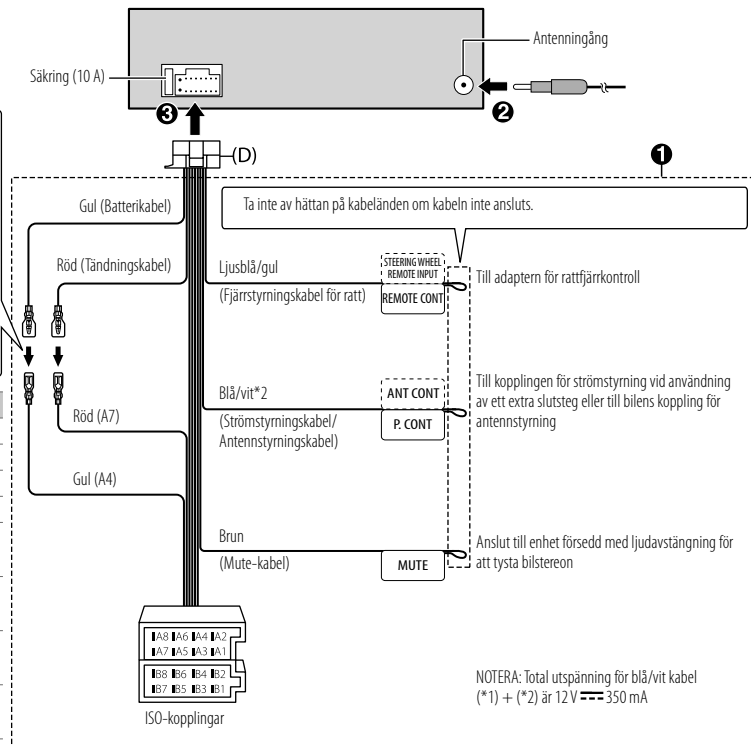 Antenningång
Säkring (10 A)
❸
❷
(D)
❶
Gul (Batterikabel)
Ta inte av hättan på kabeländen om kabeln inte ansluts.
Röd (Tändningskabel)
Ljusblå/gul
(Fjärrstyrningskabel för ratt)
STEERING WHEEL
REMOTE INPUT
REMOTE CONT
Till adaptern för rattfjärrkontroll
Blå/vit*2
(Strömstyrningskabel/
Antennstyrningskabel)
ANT CONT
P. CONT
Till kopplingen för strömstyrning vid användning
av ett extra slutsteg eller till bilens koppling för
antennstyrning
Röd (A7)
Gul (A4)
Brun
(Mute-kabel)
MUTE
Anslut till enhet försedd med ljudavstängning för
att tysta bilstereon
A8 A6 A4 A2
A7 A5 A3 A1
B8 B6 B4 B2
B7 B5 B3 B1
ISO-kopplingar
NOTERA: Total utspänning för blå/vit kabel
(*1) + (*2) är 12 V ⎓ 350 mA